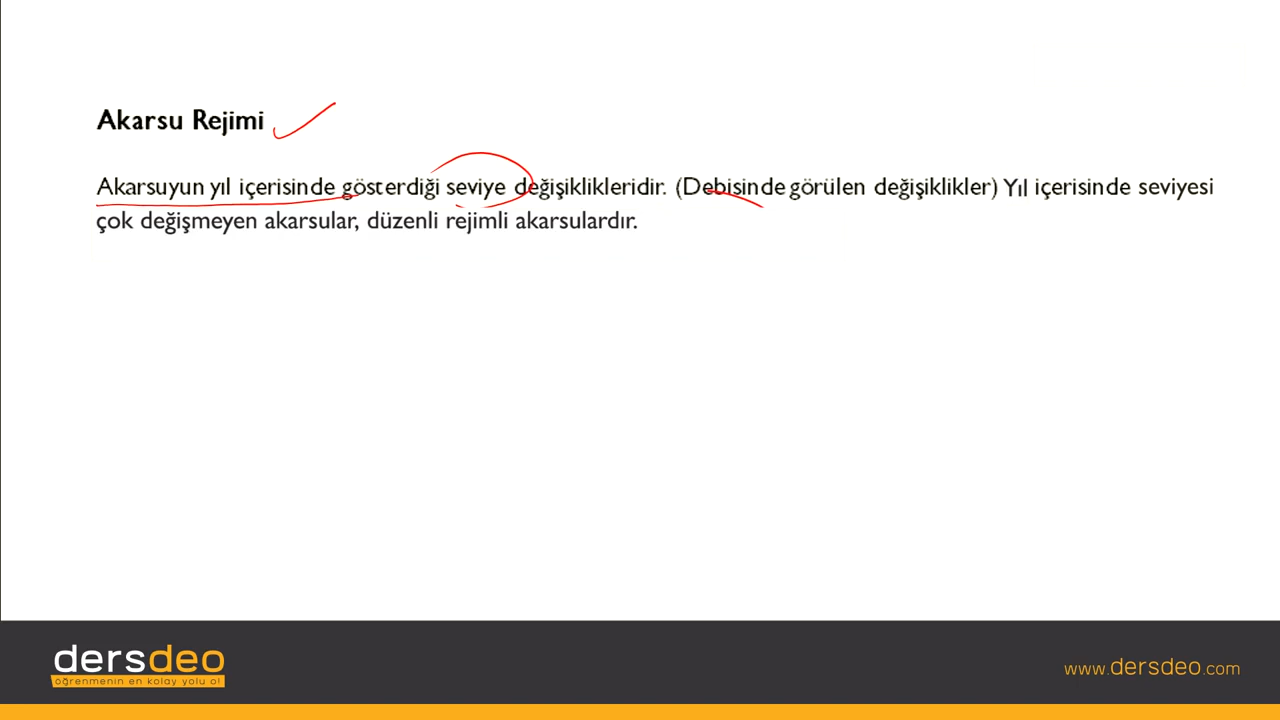 Akarsu Rejimi
Akarsuyun yıl içerisinde gösterdiği seviye değişiklikleridir. (Debisinde görülen değişiklikler) Yıl içerisinde seviyesi
çok değişmeyen akarsular, düzenli rejimli akarsulardır.
dersdeo
öğrenmenin en kolay yolu o!
www.dersdeo.com